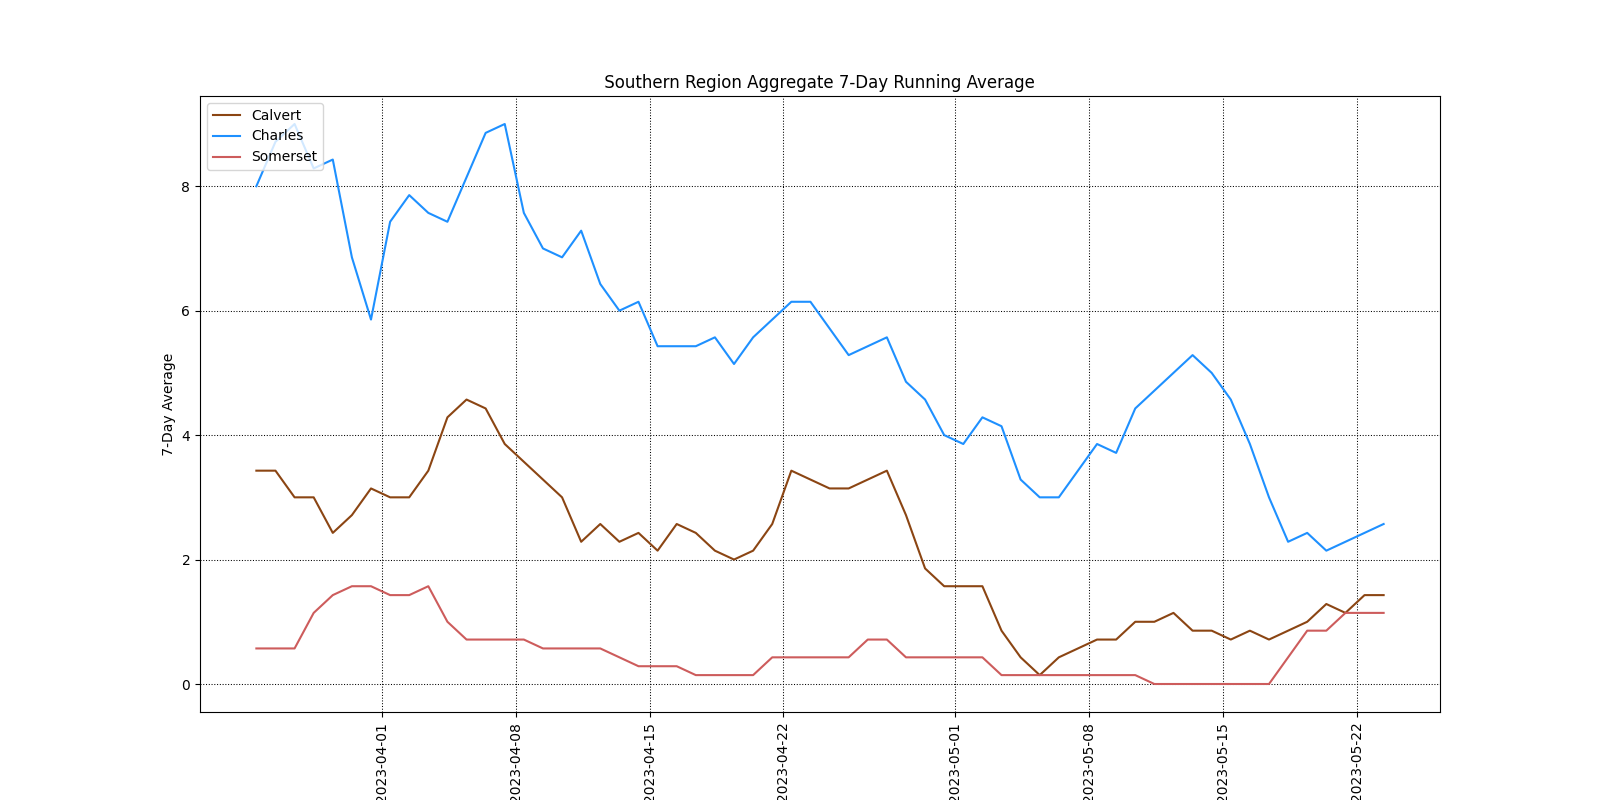 Southern Region Aggregate 7-Day Running Average
Calvert
Charles
Somerset
8
6
4
2
0
7-Day Average
2023-04-01
2023-04-08
2023-04-15
2023-04-22
2023-05-01
2023-05-08
2023-05-15
2023-05-22